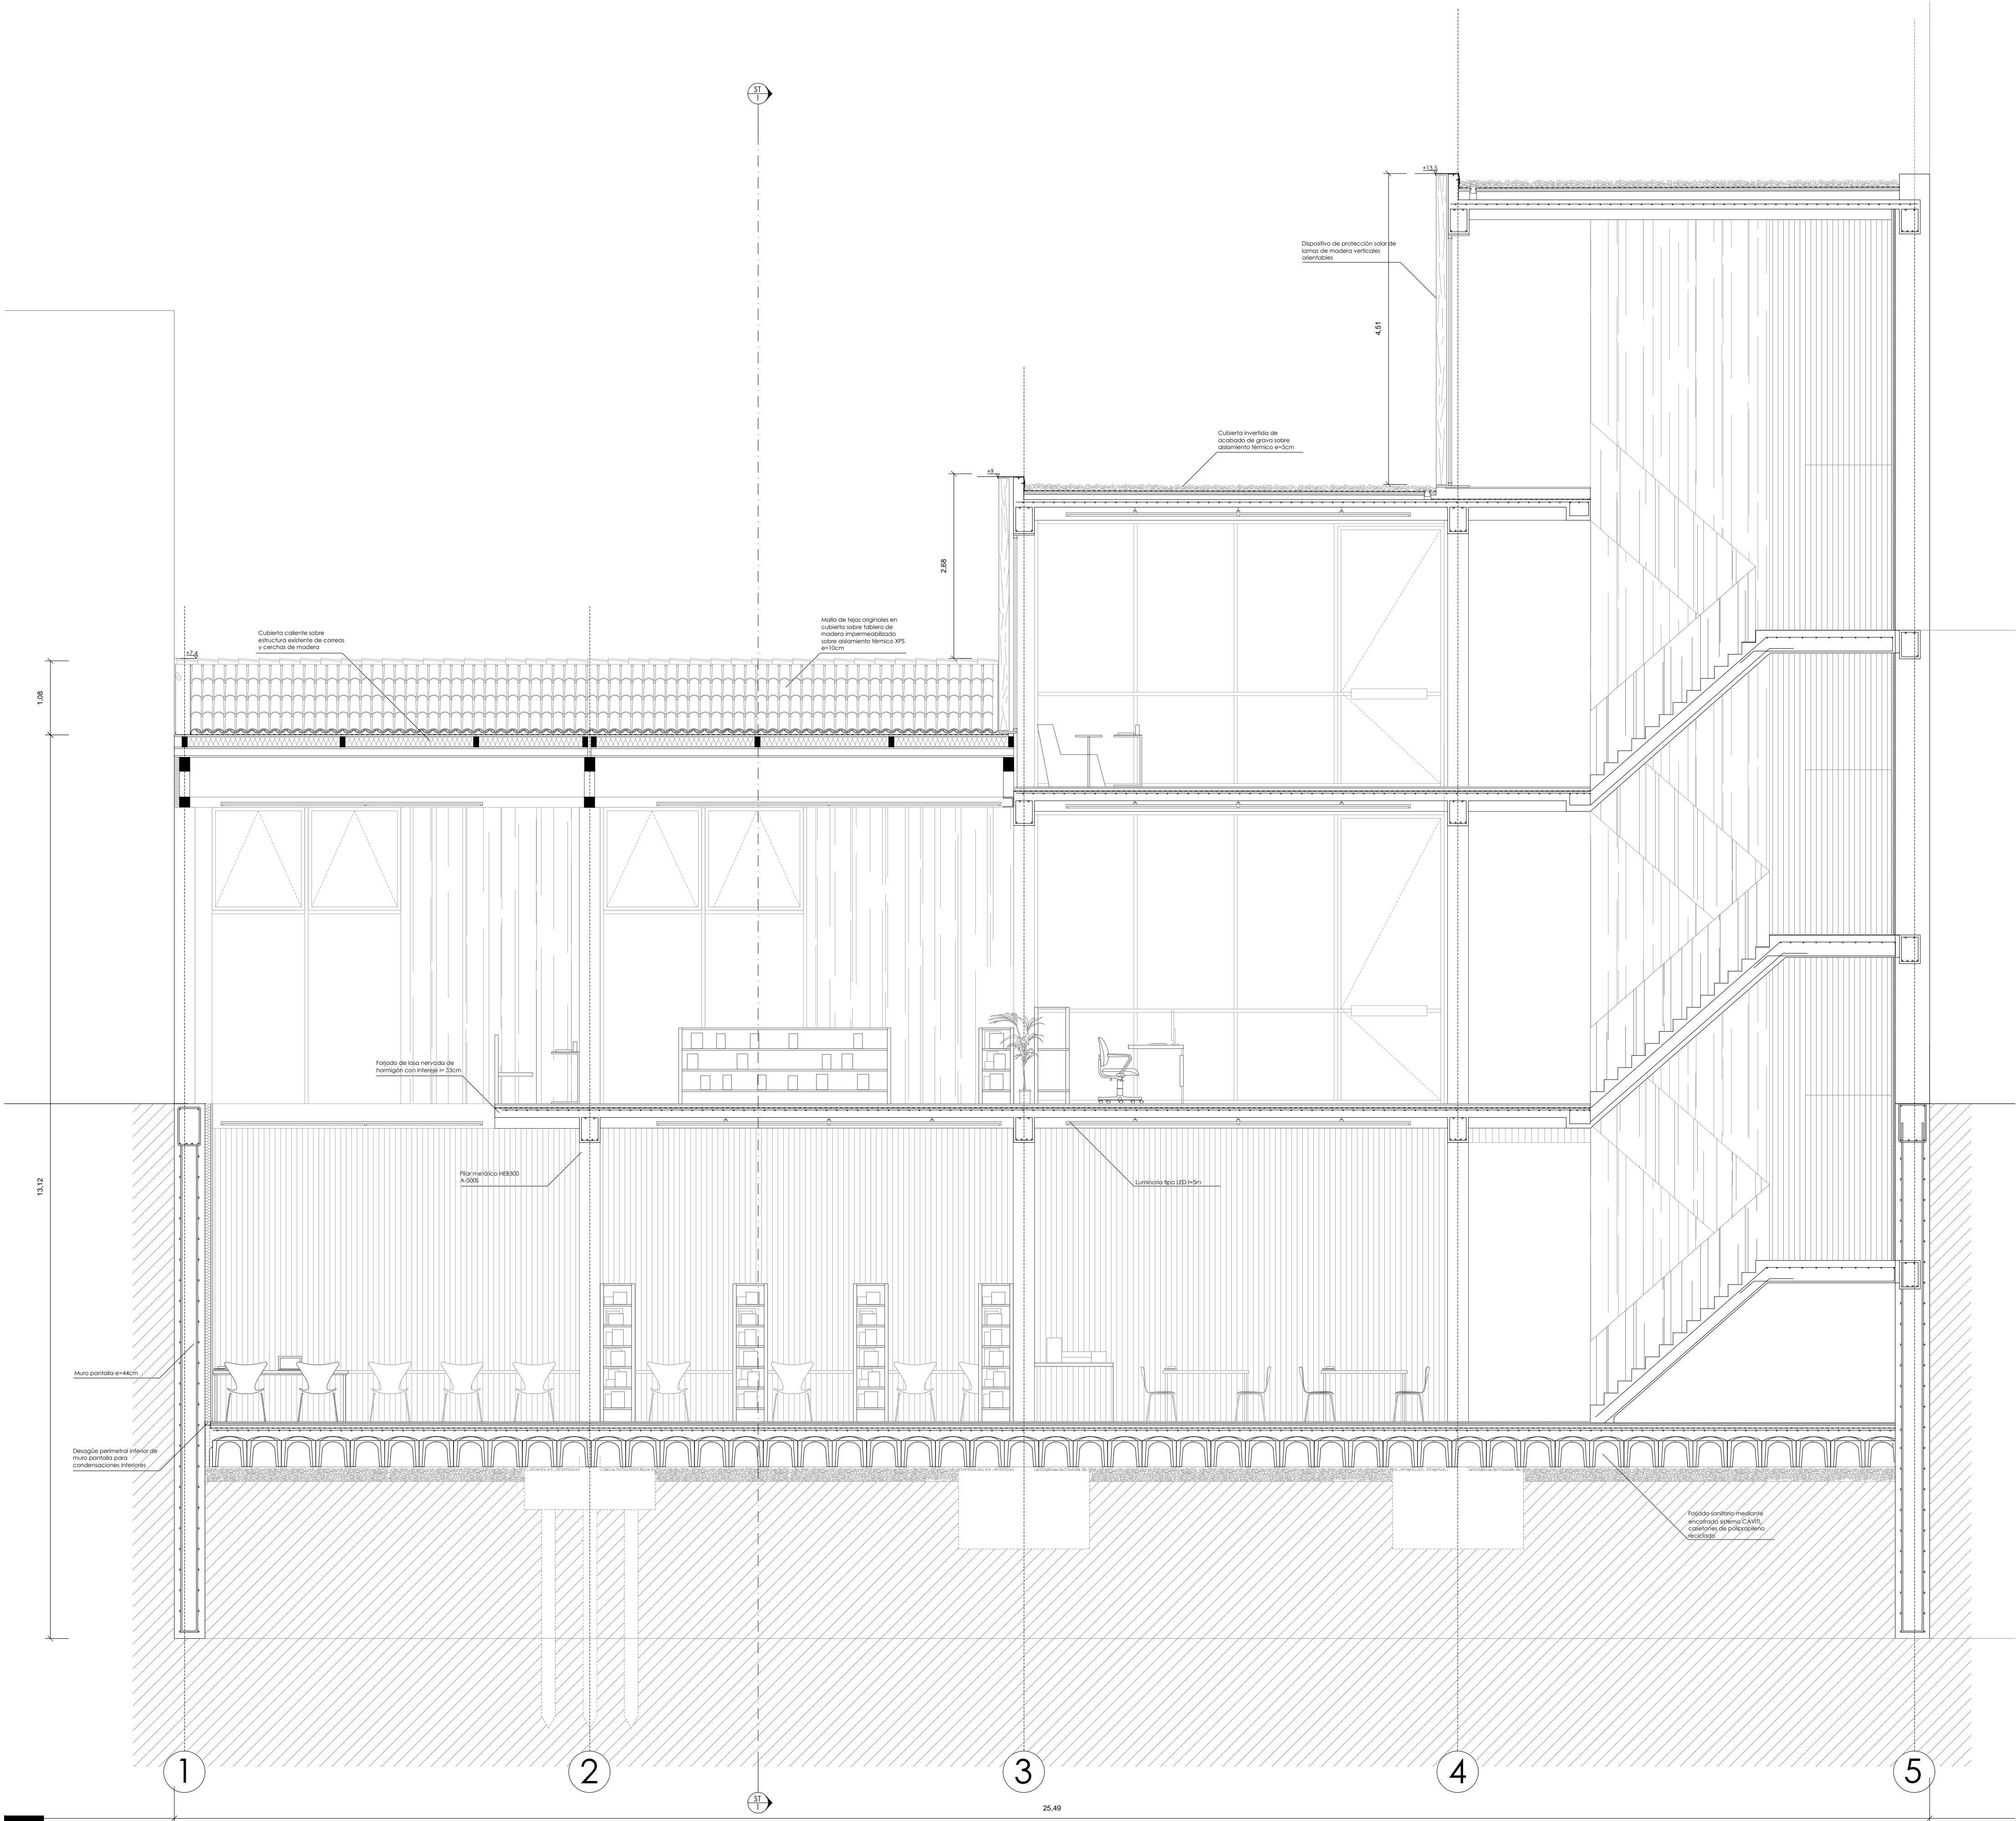 ST
1
+13,5
Dispositivo de protección solar de
lamas de madera verticales
orientables
4,51
Cubierta invertida de
acabado de grava sobre
aislamiento térmico e=5cm
+9
2,68
Malla de tejas originales en
cubierta sobre tablero de
madera impermeabilizado
sobre aislamiento térmico XPS
e=10cm
Cubierta caliente sobre
estructura existente de correas
y cerchas de madera
+7,4
1,08
Forjado de losa nervada de
hormigón con intereje i= 33cm
Pilar metálico HEB300
A-500S
Luminaria tipo LED l=5m
13,12
Muro pantalla e=44cm
Desagüe perimetral inferior de
muro pantalla para
condensaciones interiores
Forjado sanitario mediante
encofrado sistema CAVITI,
casetones de polipropileno
reciclado
1
2
3
4
5
ST
1
25,49